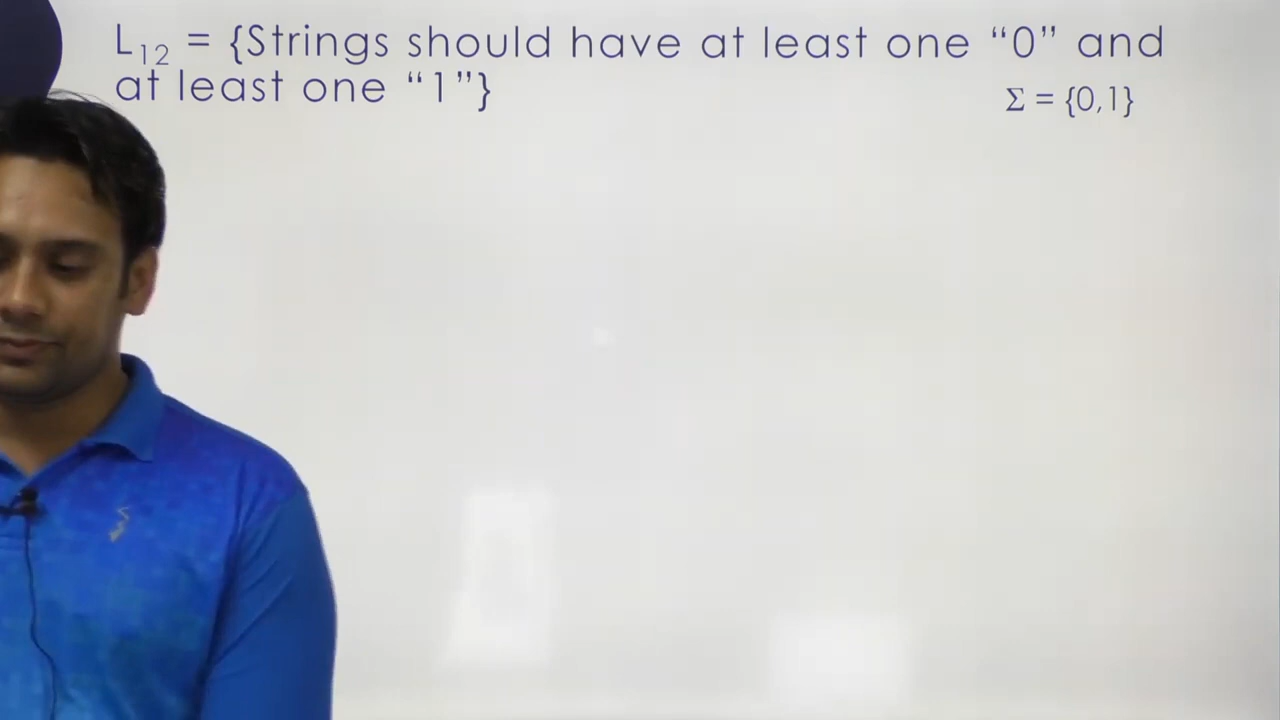 L₁₂ = {Strings should have at least one “0” and
at least one “1”}
Σ = {0,1}